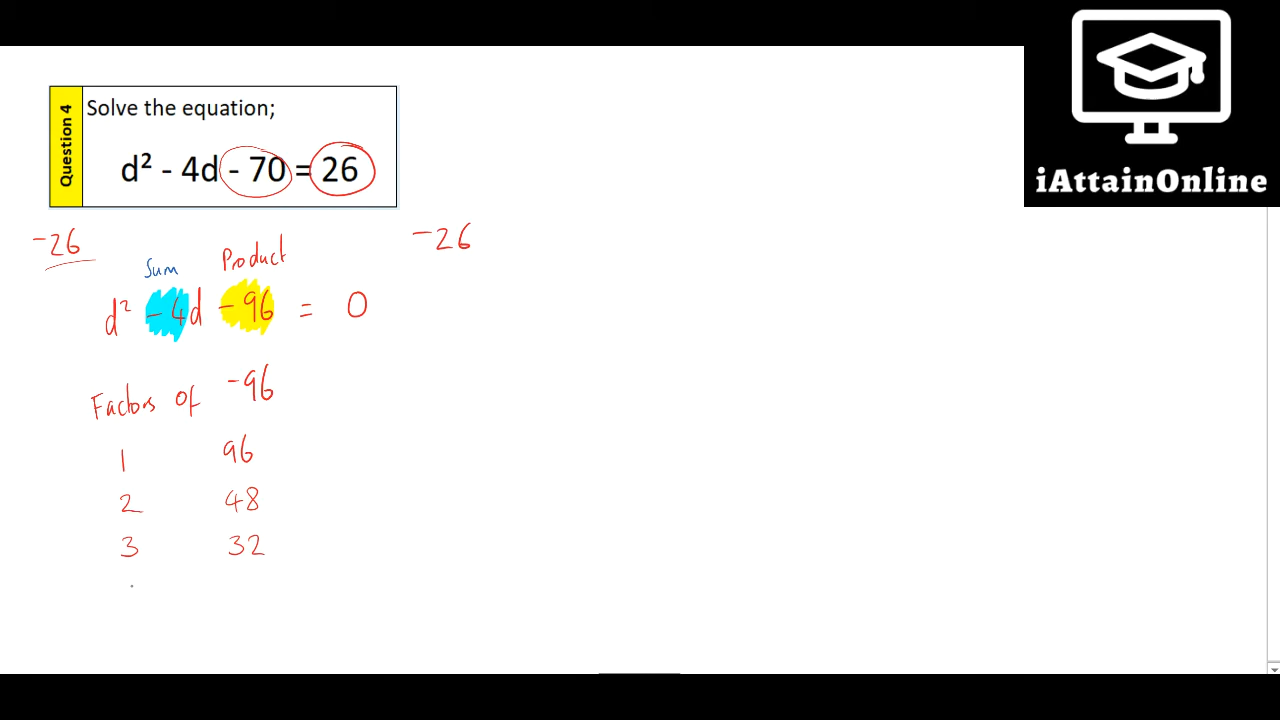 Question 4
Solve the equation;
d² - 4d - 70 = 26
iAttainOnline
-26 -26
Sum Product
d² - 4d - 96 = 0
Factors of -96
1 96
2 48
3 32